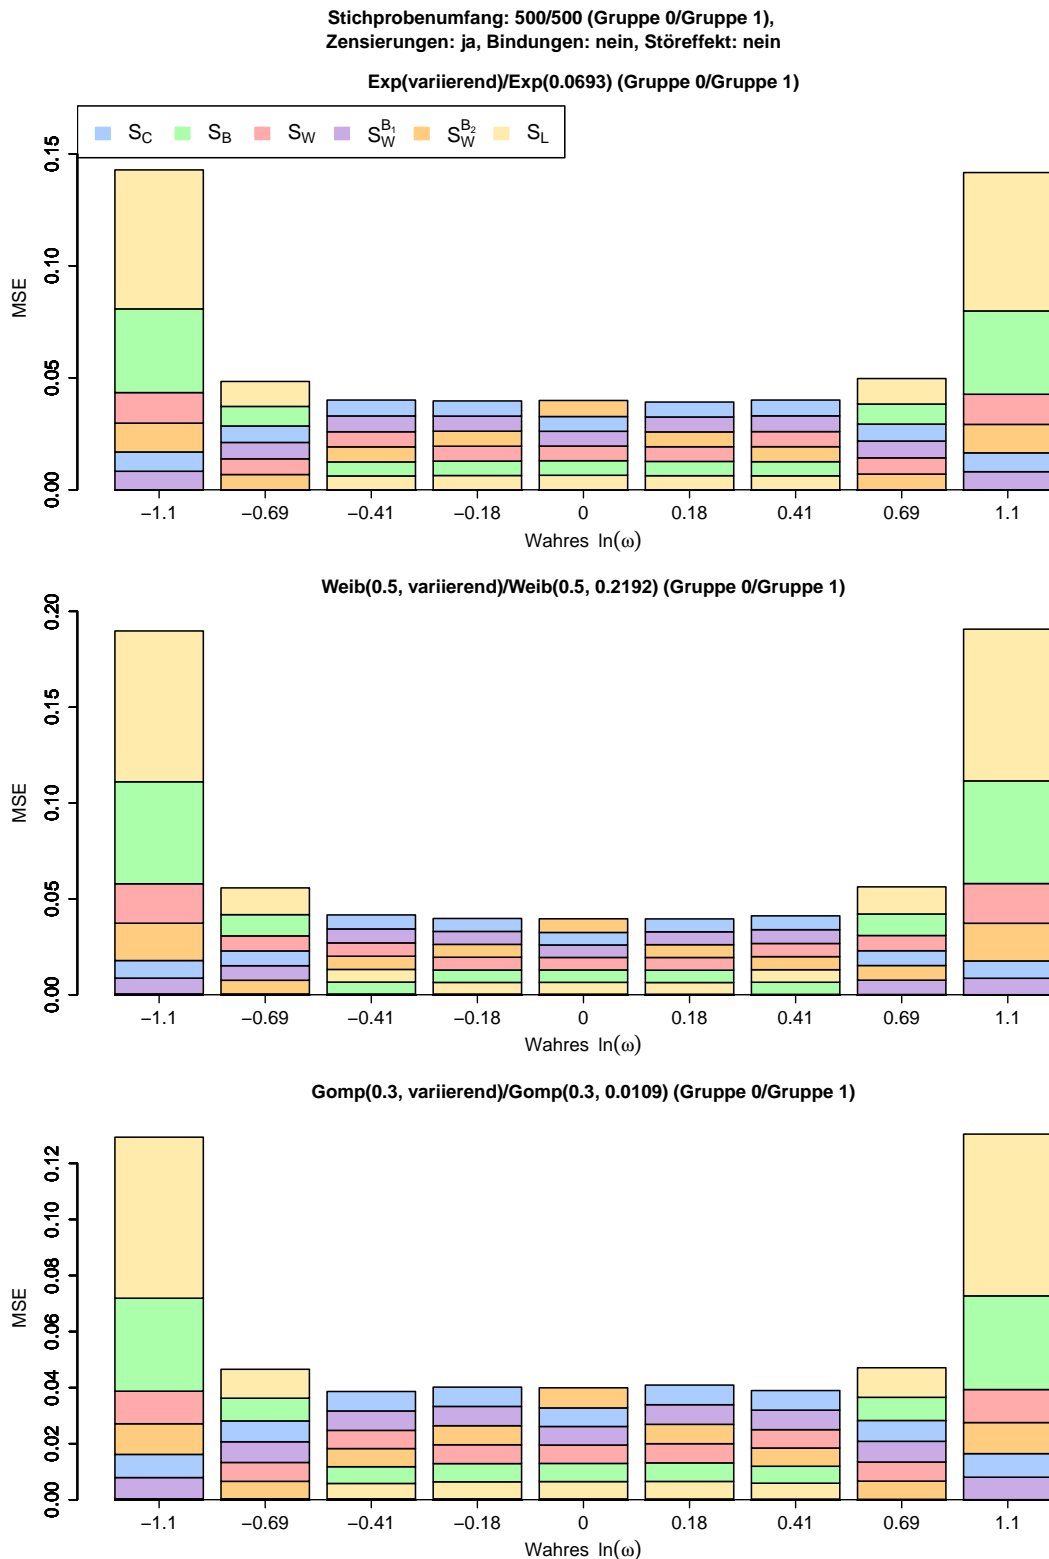 Stichprobenumfang: 500/500 (Gruppe 0/Gruppe 1),
Zensierungen: ja, Bindungen: nein, Störeffekt: nein
Exp(variierend)/Exp(0.0693) (Gruppe 0/Gruppe 1)
S_C S_B S_W S_W^B₁ S_W^B₂ S_L
MSE
0.15
0.10
0.05
0.00
−1.1 −0.69 −0.41 −0.18 0 0.18 0.41 0.69 1.1
Wahres ln(ω)
Weib(0.5, variierend)/Weib(0.5, 0.2192) (Gruppe 0/Gruppe 1)
MSE
0.20
0.15
0.10
0.05
0.00
−1.1 −0.69 −0.41 −0.18 0 0.18 0.41 0.69 1.1
Wahres ln(ω)
Gomp(0.3, variierend)/Gomp(0.3, 0.0109) (Gruppe 0/Gruppe 1)
MSE
0.12
0.10
0.08
0.06
0.04
0.02
0.00
−1.1 −0.69 −0.41 −0.18 0 0.18 0.41 0.69 1.1
Wahres ln(ω)